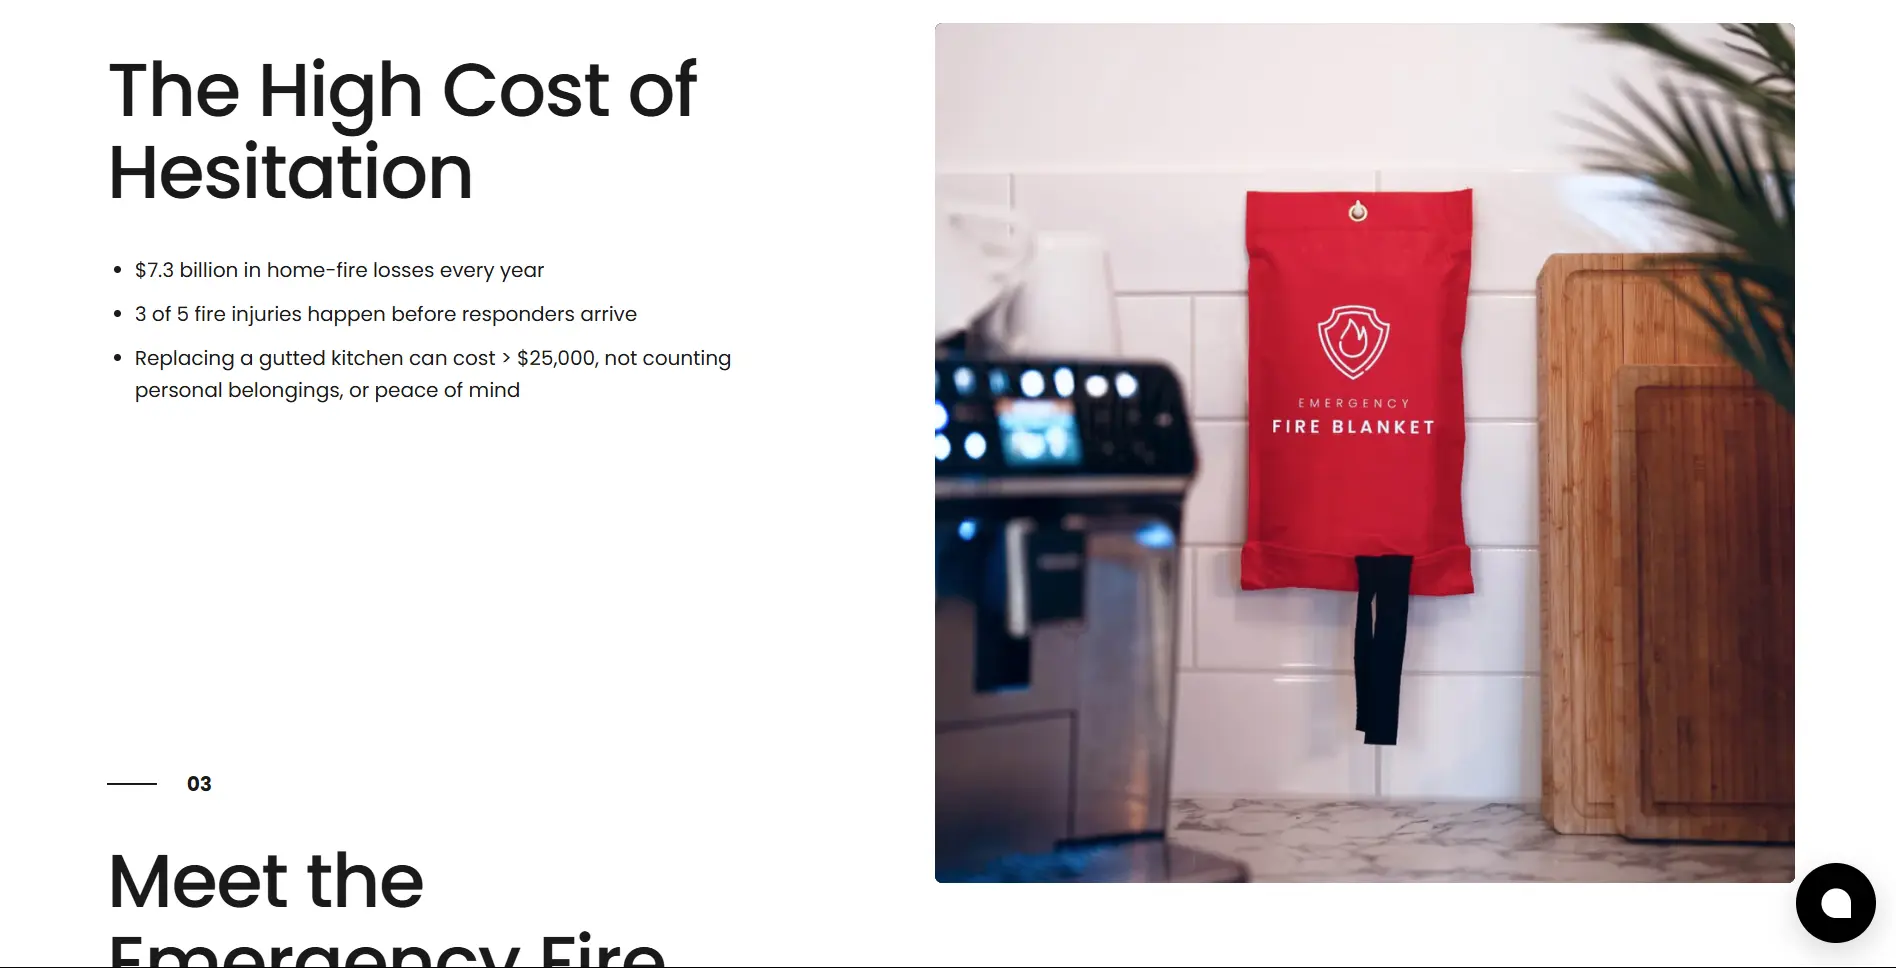 The High Cost of
Hesitation
$7.3 billion in home-fire losses every year
3 of 5 fire injuries happen before responders arrive
Replacing a gutted kitchen can cost > $25,000, not counting
personal belongings, or peace of mind
EMERGENCY
FIRE BLANKET
03
Meet the
Emergency Fire